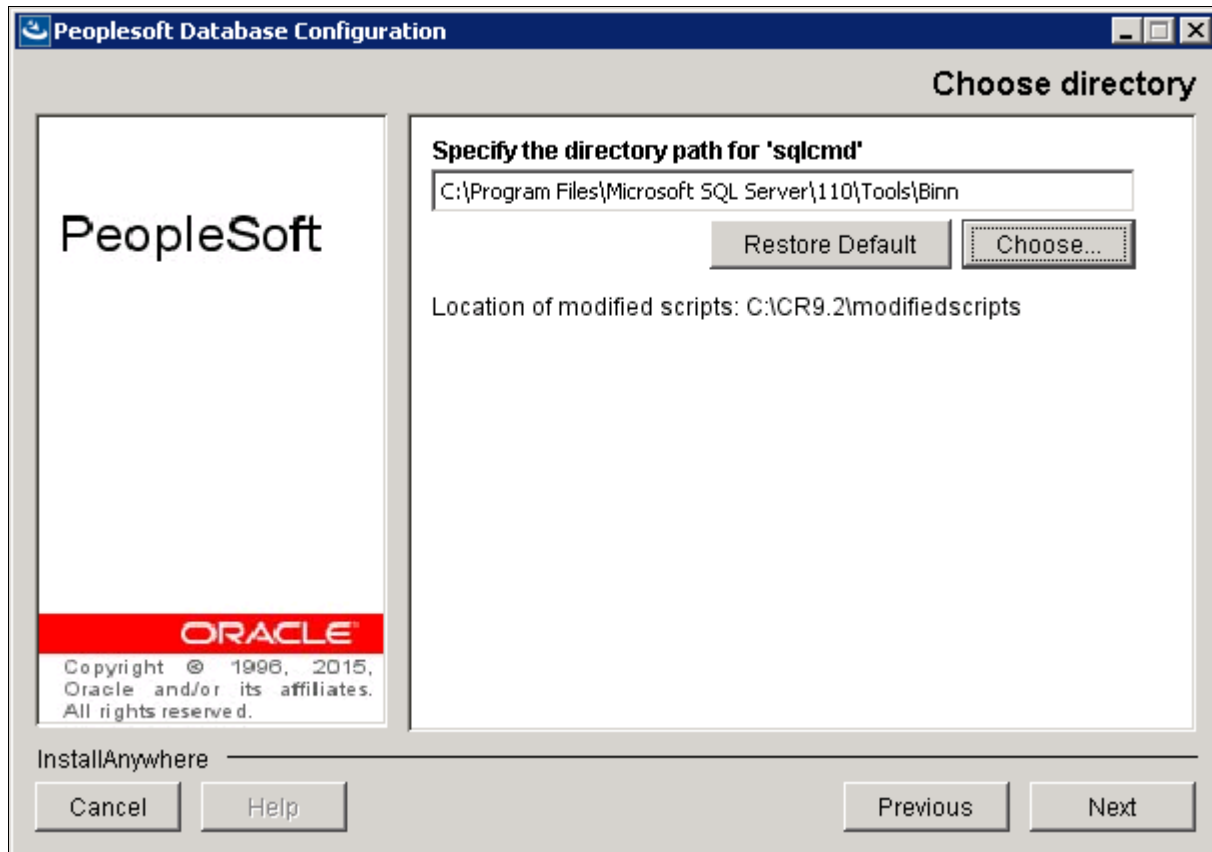 Peoplesoft Database Configuration
Choose directory
PeopleSoft
ORACLE
Copyright © 1996, 2015,
Oracle and/or its affiliates.
All rights reserved.
Specify the directory path for 'sqlcmd'
C:\Program Files\Microsoft SQL Server\110\Tools\Binn
Restore Default
Choose...
Location of modified scripts: C:\CR9.2\modifiedscripts
InstallAnywhere
Cancel
Help
Previous
Next